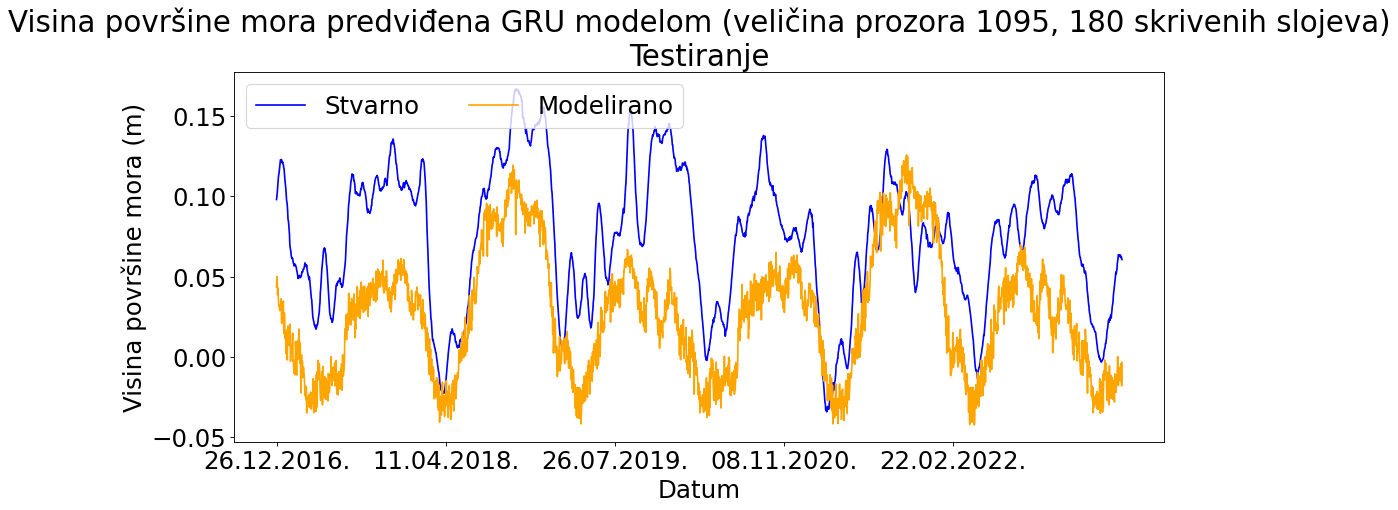 Visina površine mora predviđena GRU modelom (veličina prozora 1095, 180 skrivenih slojeva)
Testiranje
Stvarno
Modelirano
Visina površine mora (m)
0.15
0.10
0.05
0.00
−0.05
26.12.2016.
11.04.2018.
26.07.2019.
08.11.2020.
22.02.2022.
Datum